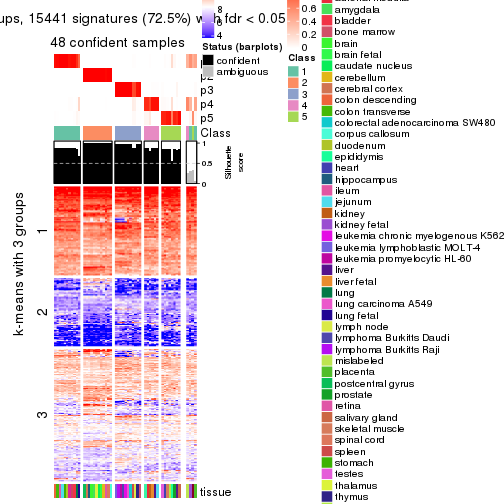 ups, 15441 signatures (72.5%) with fdr < 0.05
48 confident samples
p3
p4
p5
Class
1
0.5
0
Silhouette
score
k-means with 3 groups
1
2
3
tissue
8
6
4
Status (barplots)
confident
ambiguous
0.6
0.4
0.2
0
Class
1
2
3
4
5
amygdala
bladder
bone marrow
brain
brain fetal
caudate nucleus
cerebellum
cerebral cortex
colon descending
colon transverse
colorectal adenocarcinoma SW480
corpus callosum
duodenum
epididymis
heart
hippocampus
ileum
jejunum
kidney
kidney fetal
leukemia chronic myelogenous K562
leukemia lymphoblastic MOLT-4
leukemia promyelocytic HL-60
liver
liver fetal
lung
lung carcinoma A549
lung fetal
lymph node
lymphoma Burkitts Daudi
lymphoma Burkitts Raji
mislabeled
placenta
postcentral gyrus
prostate
retina
salivary gland
skeletal muscle
spinal cord
spleen
stomach
testes
thalamus
thymus